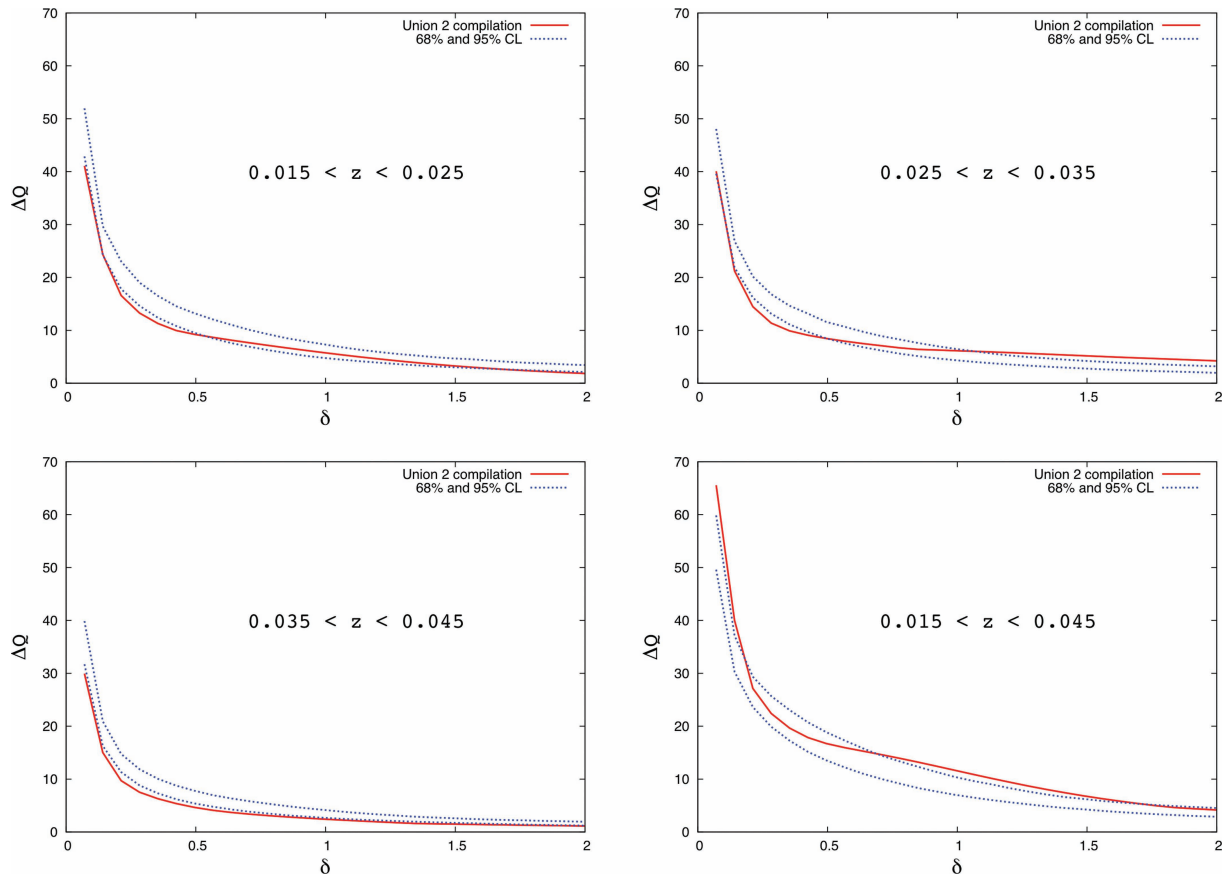 70
60
50
40
30
20
10
0
ΔQ
Union 2 compilation
68% and 95% CL
0.015 < z < 0.025
0
0.5
1
1.5
2
δ
70
60
50
40
30
20
10
0
ΔQ
Union 2 compilation
68% and 95% CL
0.025 < z < 0.035
0
0.5
1
1.5
2
δ
70
60
50
40
30
20
10
0
ΔQ
Union 2 compilation
68% and 95% CL
0.035 < z < 0.045
0
0.5
1
1.5
2
δ
70
60
50
40
30
20
10
0
ΔQ
Union 2 compilation
68% and 95% CL
0.015 < z < 0.045
0
0.5
1
1.5
2
δ